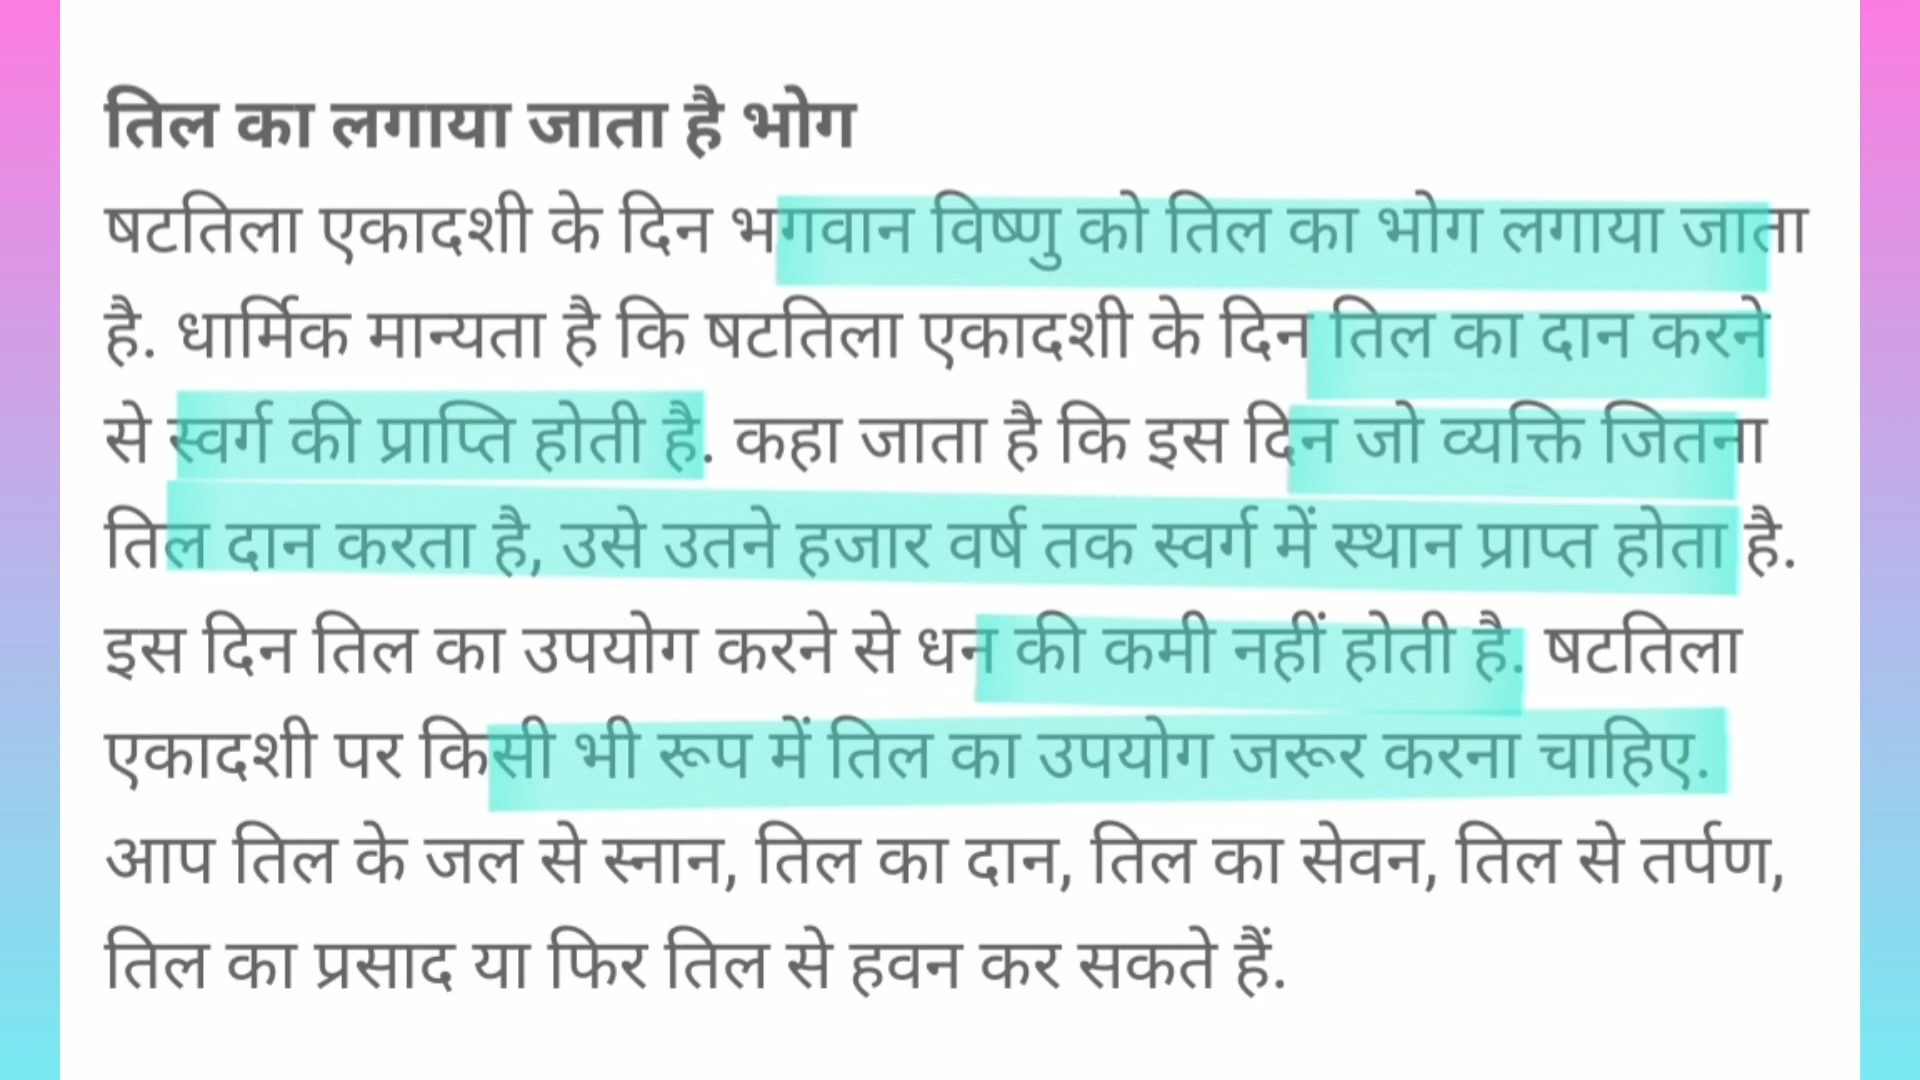 तिल का लगाया जाता है भोग
षटतिला एकादशी के दिन भगवान विष्णु को तिल का भोग लगाया जाता
है. धार्मिक मान्यता है कि षटतिला एकादशी के दिन तिल का दान करने
से स्वर्ग की प्राप्ति होती है. कहा जाता है कि इस दिन जो व्यक्ति जितना
तिल दान करता है, उसे उतने हजार वर्ष तक स्वर्ग में स्थान प्राप्त होता है.
इस दिन तिल का उपयोग करने से धन की कमी नहीं होती है. षटतिला
एकादशी पर किसी भी रूप में तिल का उपयोग जरूर करना चाहिए.
आप तिल के जल से स्नान, तिल का दान, तिल का सेवन, तिल से तर्पण,
तिल का प्रसाद या फिर तिल से हवन कर सकते हैं.